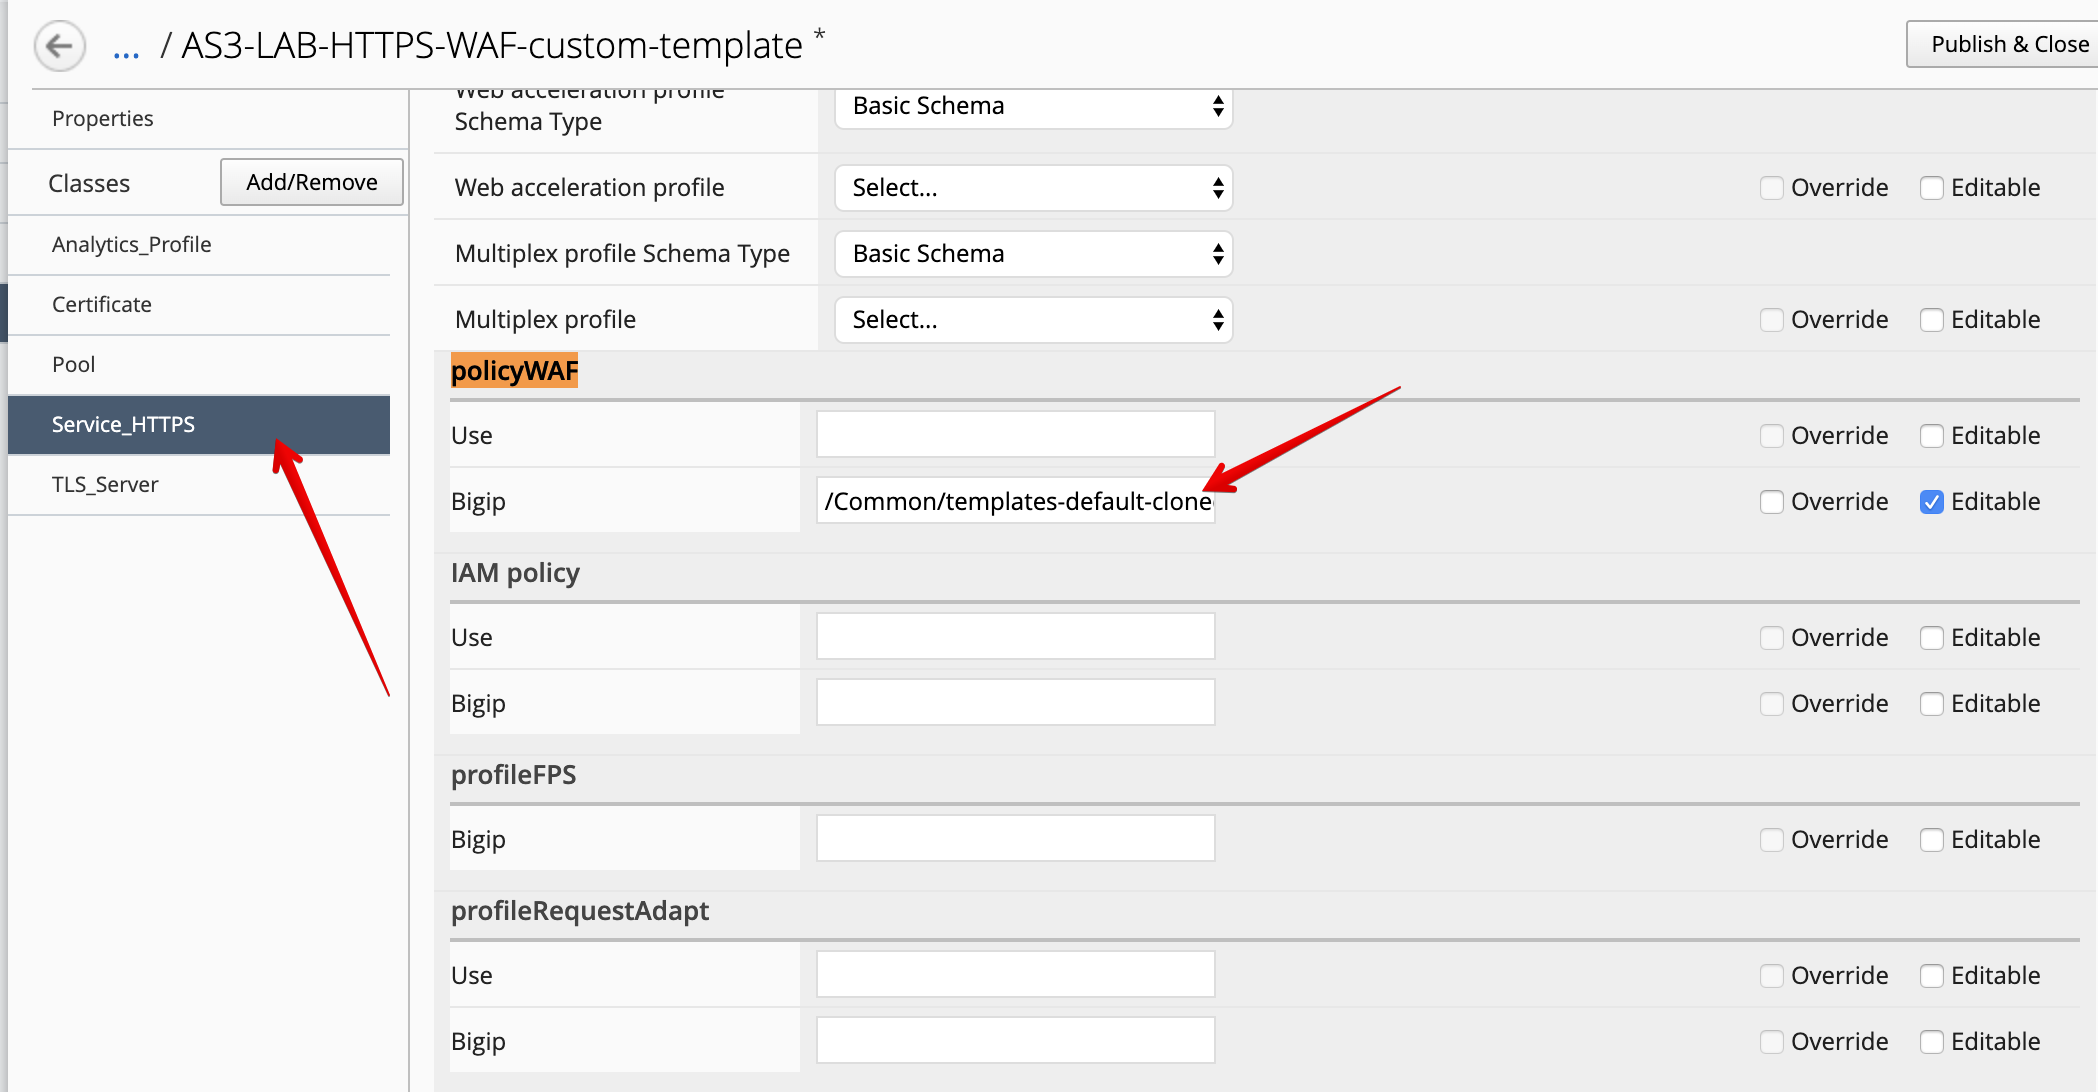 ... / AS3-LAB-HTTPS-WAF-custom-template *
Publish & Close
Properties
Classes
Add/Remove
Analytics_Profile
Certificate
Pool
Service_HTTPS
TLS_Server
Web acceleration profile
Schema Type
Basic Schema
Web acceleration profile
Select...
Override
Editable
Multiplex profile Schema Type
Basic Schema
Multiplex profile
Select...
Override
Editable
policyWAF
Use
Override
Editable
Bigip
/Common/templates-default-clone
Override
Editable
IAM policy
Use
Override
Editable
Bigip
Override
Editable
profileFPS
Bigip
Override
Editable
profileRequestAdapt
Use
Override
Editable
Bigip
Override
Editable